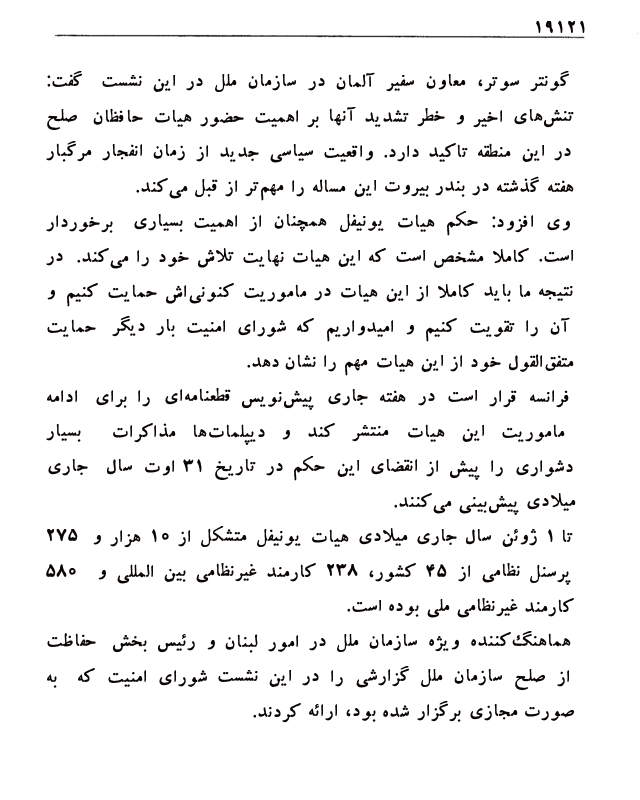 ۱۹۱۲۱
گونتر سوتر، معاون سفیر آلمان در سازمان ملل در این نشست گفت:
تنش‌های اخیر و خطر تشدید آنها بر اهمیت حضور هیات حافظان صلح
در این منطقه تاکید دارد. واقعیت سیاسی جدید از زمان انفجار مرگبار
هفته گذشته در بندر بیروت این مساله را مهم‌تر از قبل می‌کند.
وی افزود: حکم هیات یونیفل همچنان از اهمیت بسیاری برخوردار
است. کاملا مشخص است که این هیات نهایت تلاش خود را می‌کند. در
نتیجه ما باید کاملا از این هیات در ماموریت کنونی‌اش حمایت کنیم و
آن را تقویت کنیم و امیدواریم که شورای امنیت بار دیگر حمایت
متفق‌القول خود از این هیات مهم را نشان دهد.
فرانسه قرار است در هفته جاری پیش‌نویس قطعنامه‌ای را برای ادامه
ماموریت این هیات منتشر کند و دیپلمات‌ها مذاکرات بسیار
دشواری را پیش از انقضای این حکم در تاریخ ۳۱ اوت سال جاری
میلادی پیش‌بینی می‌کنند.
تا ۱ ژوئن سال جاری میلادی هیات یونیفل متشکل از ۱۰ هزار و ۲۷۵
پرسنل نظامی از ۴۵ کشور، ۲۳۸ کارمند غیرنظامی بین المللی و ۵۸۰
کارمند غیرنظامی ملی بوده است.
هماهنگ‌کننده ویژه سازمان ملل در امور لبنان و رئیس بخش حفاظت
از صلح سازمان ملل گزارشی را در این نشست شورای امنیت که به
صورت مجازی برگزار شده بود، ارائه کردند.